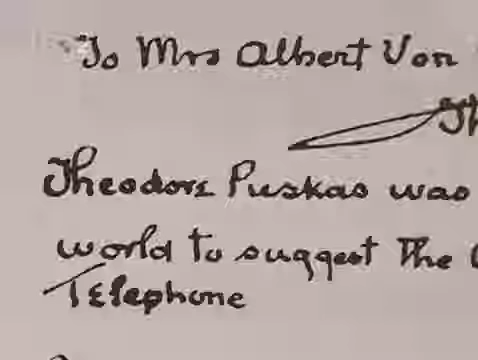 To Mrs Albert Von
Theodore Puskas was
world to suggest The
Telephone